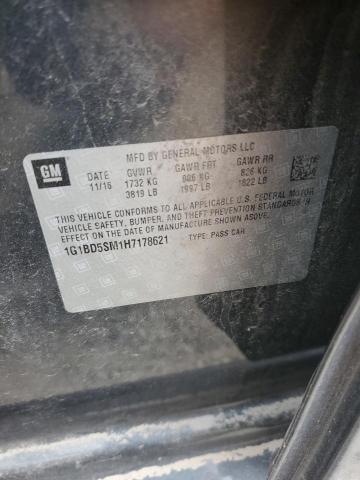 GM
MFD BY GENERAL MOTORS LLC
DATE GVWR GAWR FRT GAWR RR
11/16 1732 KG 906 KG 826 KG
3819 LB 1997 LB 1822 LB
THIS VEHICLE CONFORMS TO ALL APPLICABLE U.S. FEDERAL MOTOR
VEHICLE SAFETY, BUMPER, AND THEFT PREVENTION STANDARDS IN
EFFECT ON THE DATE OF MANUFACTURE SHOWN ABOVE.
1G1BD5SM1H7178621 TYPE: PASS CAR